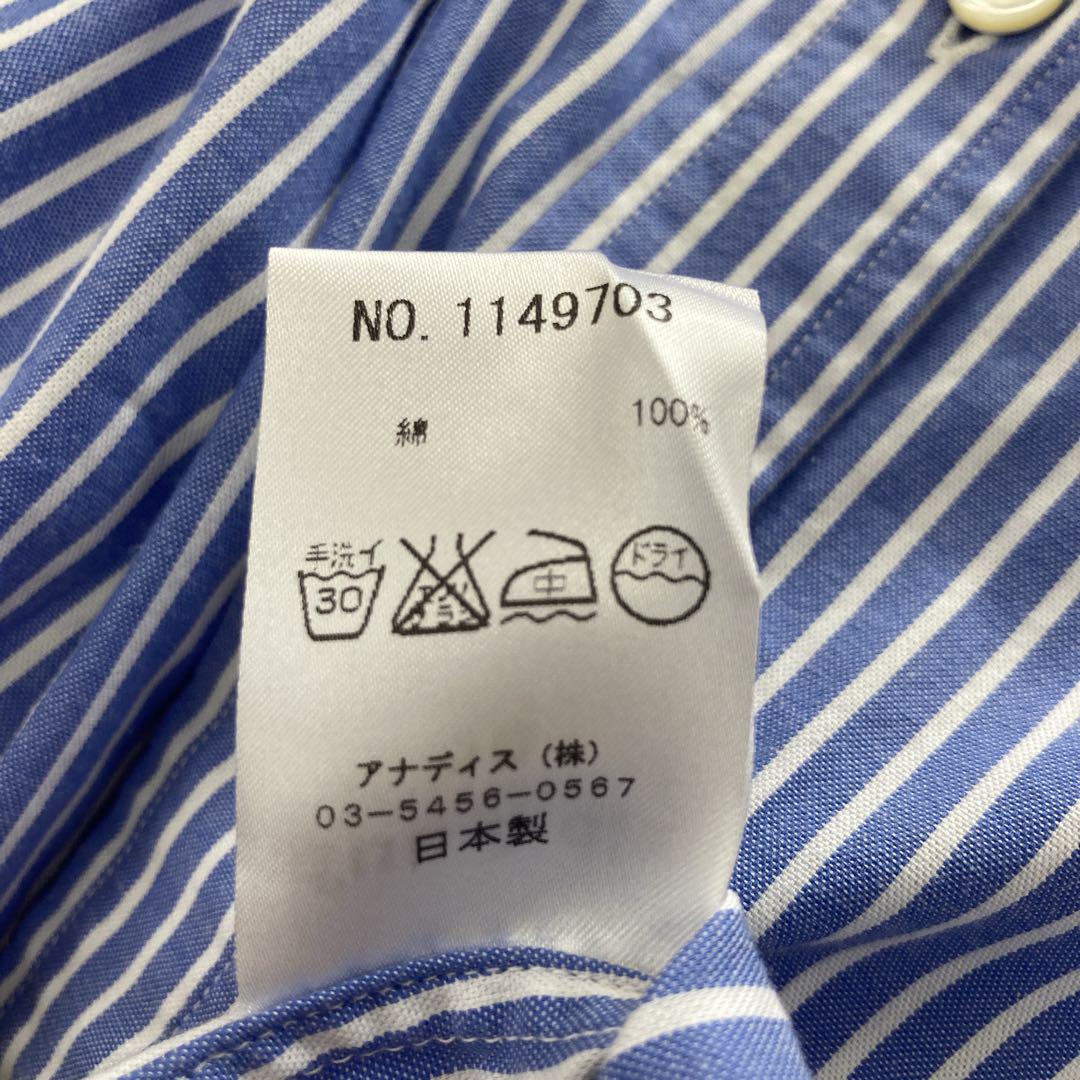 NO. 1149703
綿 100%
手洗イ 30 中 ドライ
アナディス (株)
03-5456-0567
日本製